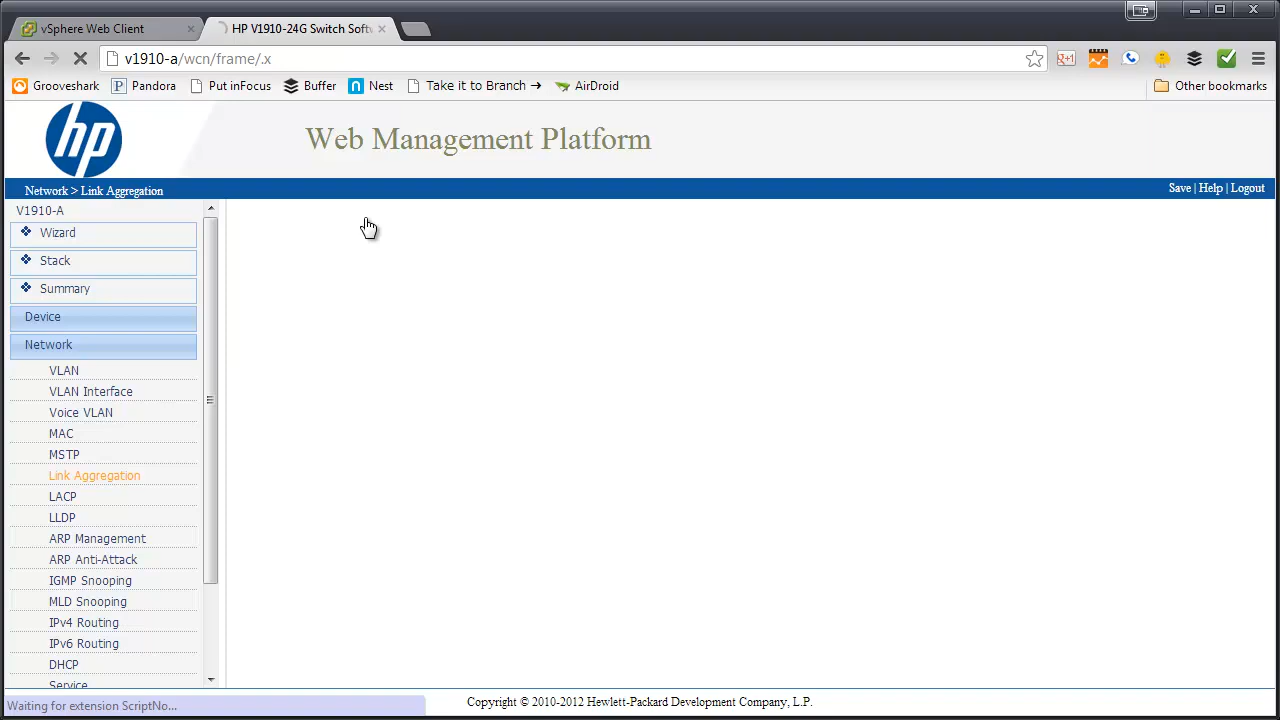 vSphere Web Client
HP V1910-24G Switch Softw
v1910-a/wcn/frame/.x
Grooveshark
Pandora
Put inFocus
Buffer
Nest
Take it to Branch →
AirDroid
Other bookmarks
hp
Web Management Platform
Network > Link Aggregation
Save | Help | Logout
V1910-A
Wizard
Stack
Summary
Device
Network
VLAN
VLAN Interface
Voice VLAN
MAC
MSTP
Link Aggregation
LACP
LLDP
ARP Management
ARP Anti-Attack
IGMP Snooping
MLD Snooping
IPv4 Routing
IPv6 Routing
DHCP
Service
Waiting for extension ScriptNo...
Copyright © 2010-2012 Hewlett-Packard Development Company, L.P.